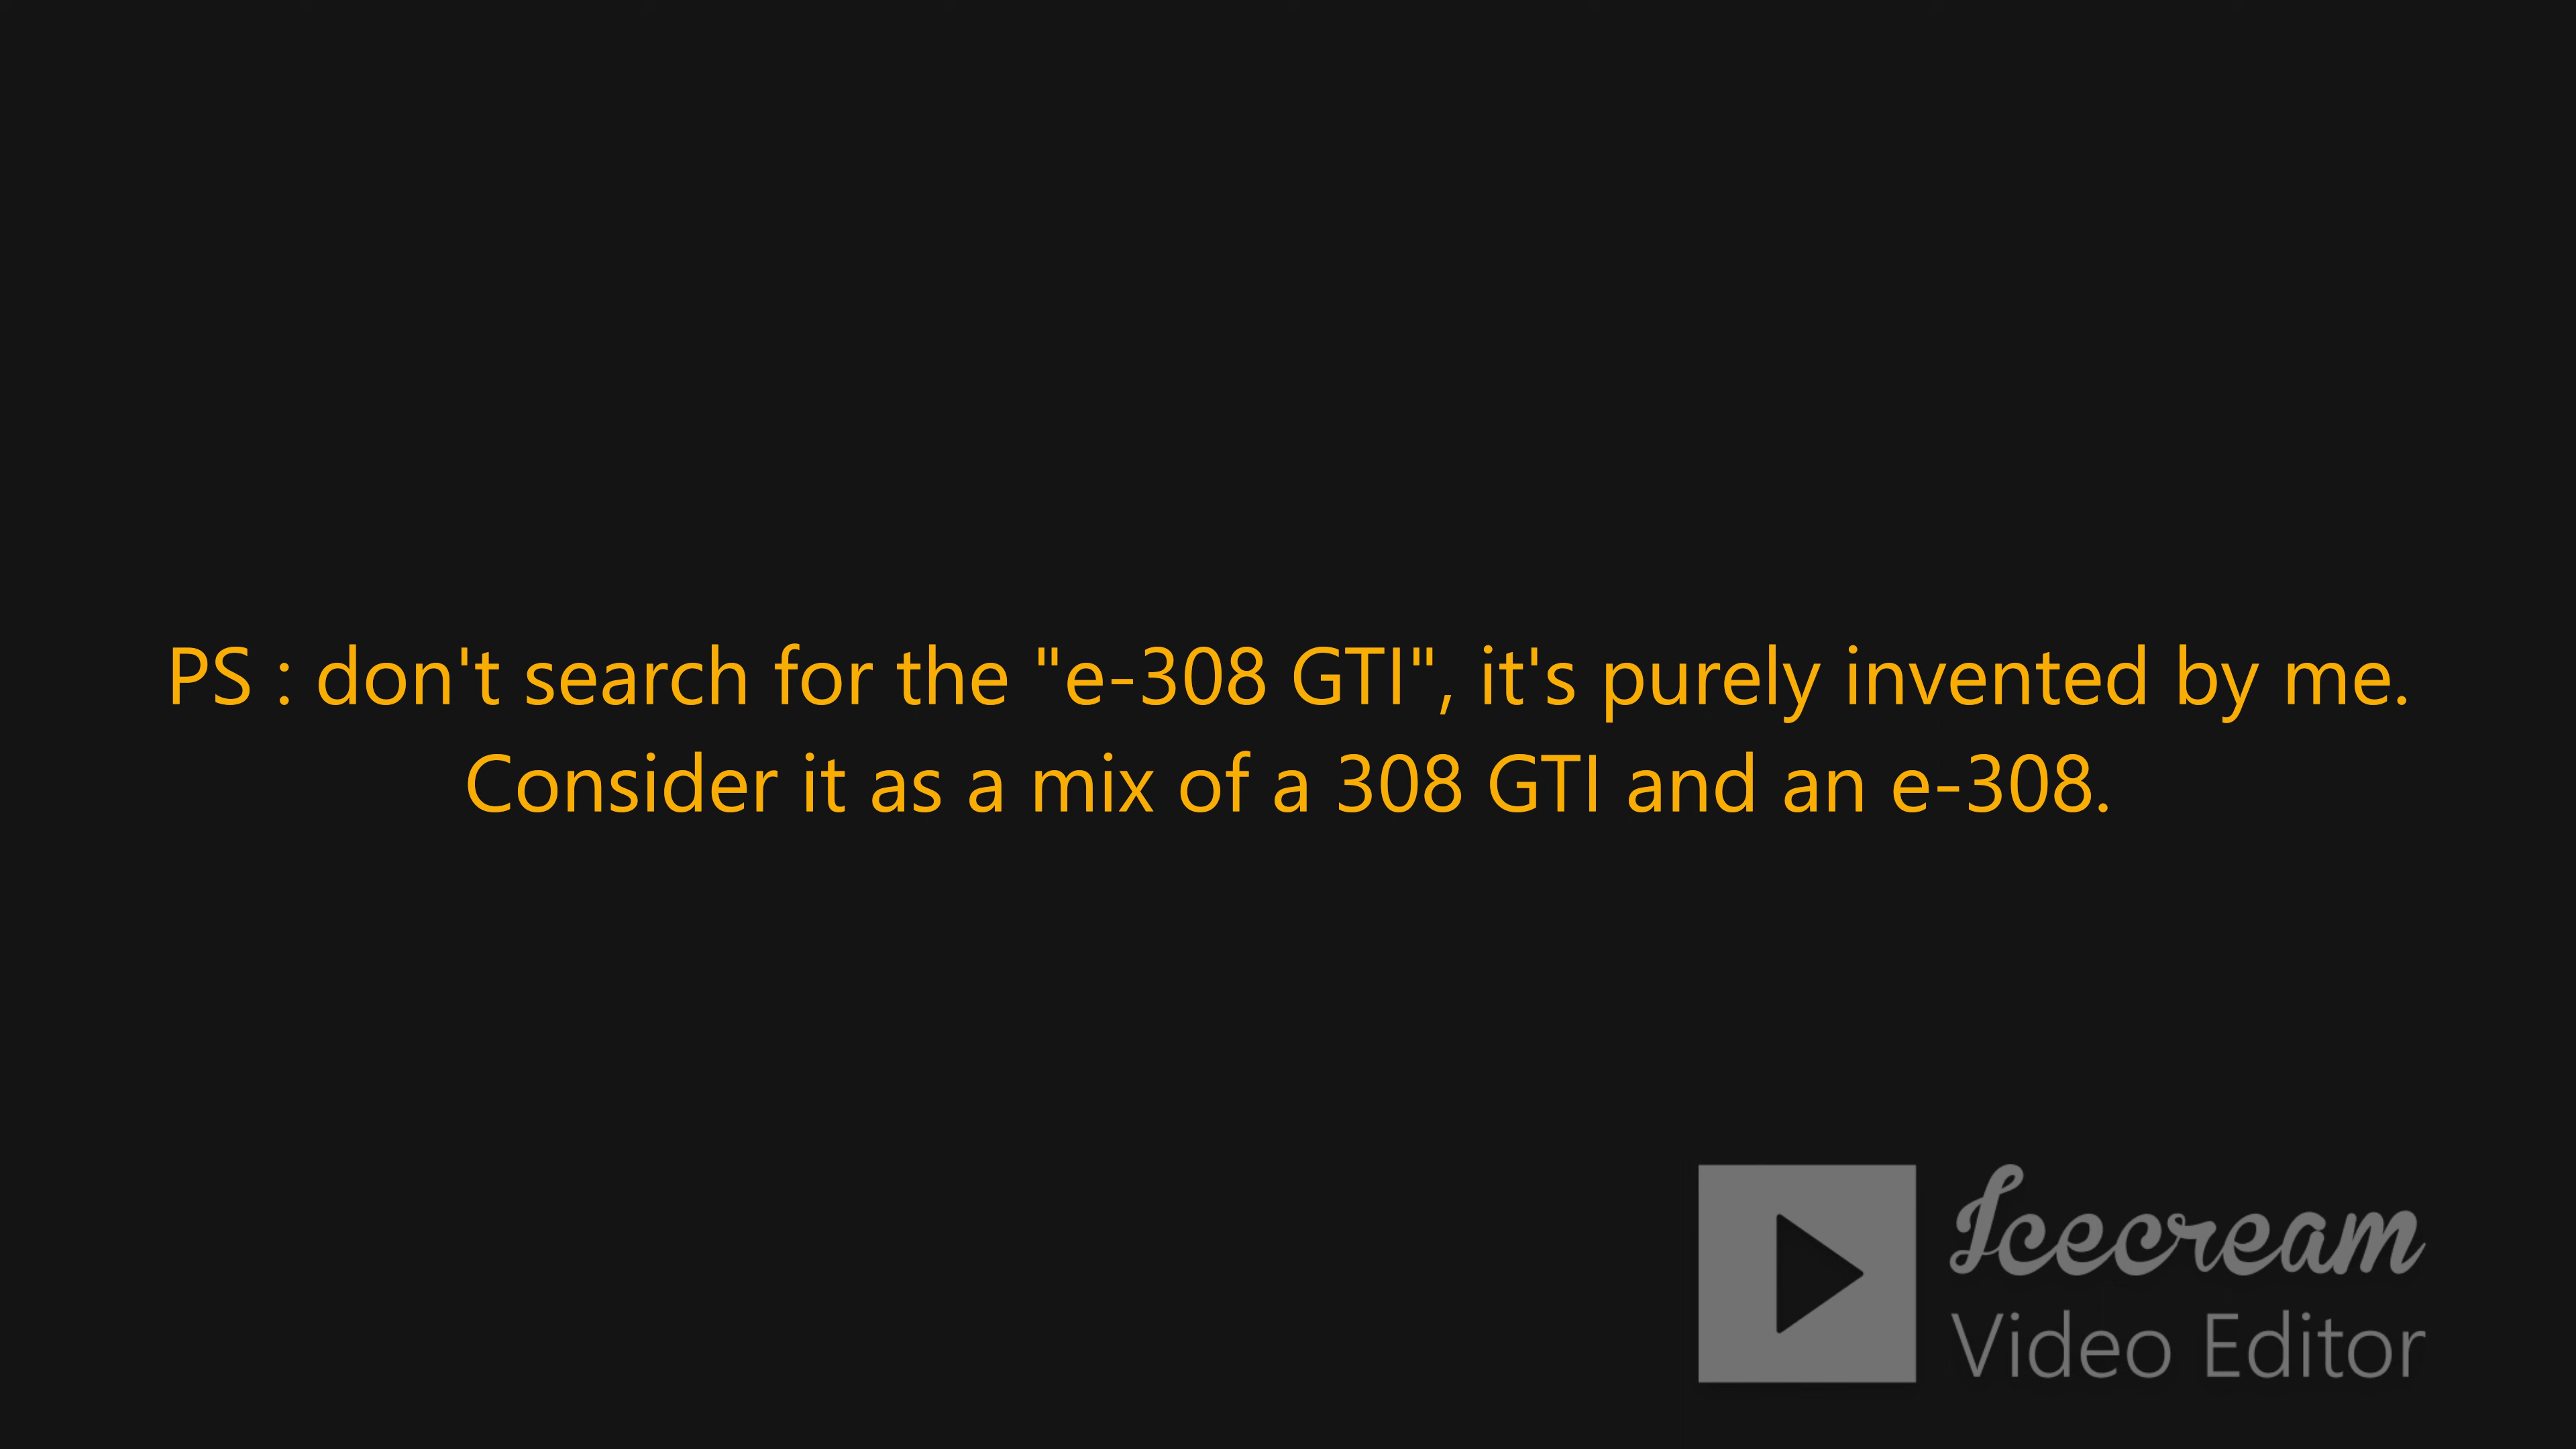 PS : don't search for the "e-308 GTI", it's purely invented by me.
Consider it as a mix of a 308 GTI and an e-308.
Icecream
Video Editor